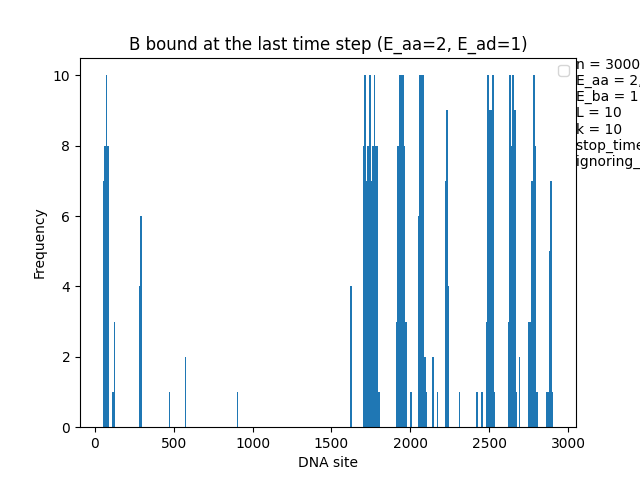 B bound at the last time step (E_aa=2, E_ad=1)
n = 3000
E_aa = 2,
E_ba = 1
L = 10
k = 10
stop_time
ignoring_
10
8
6
4
2
0
Frequency
0 500 1000 1500 2000 2500 3000
DNA site